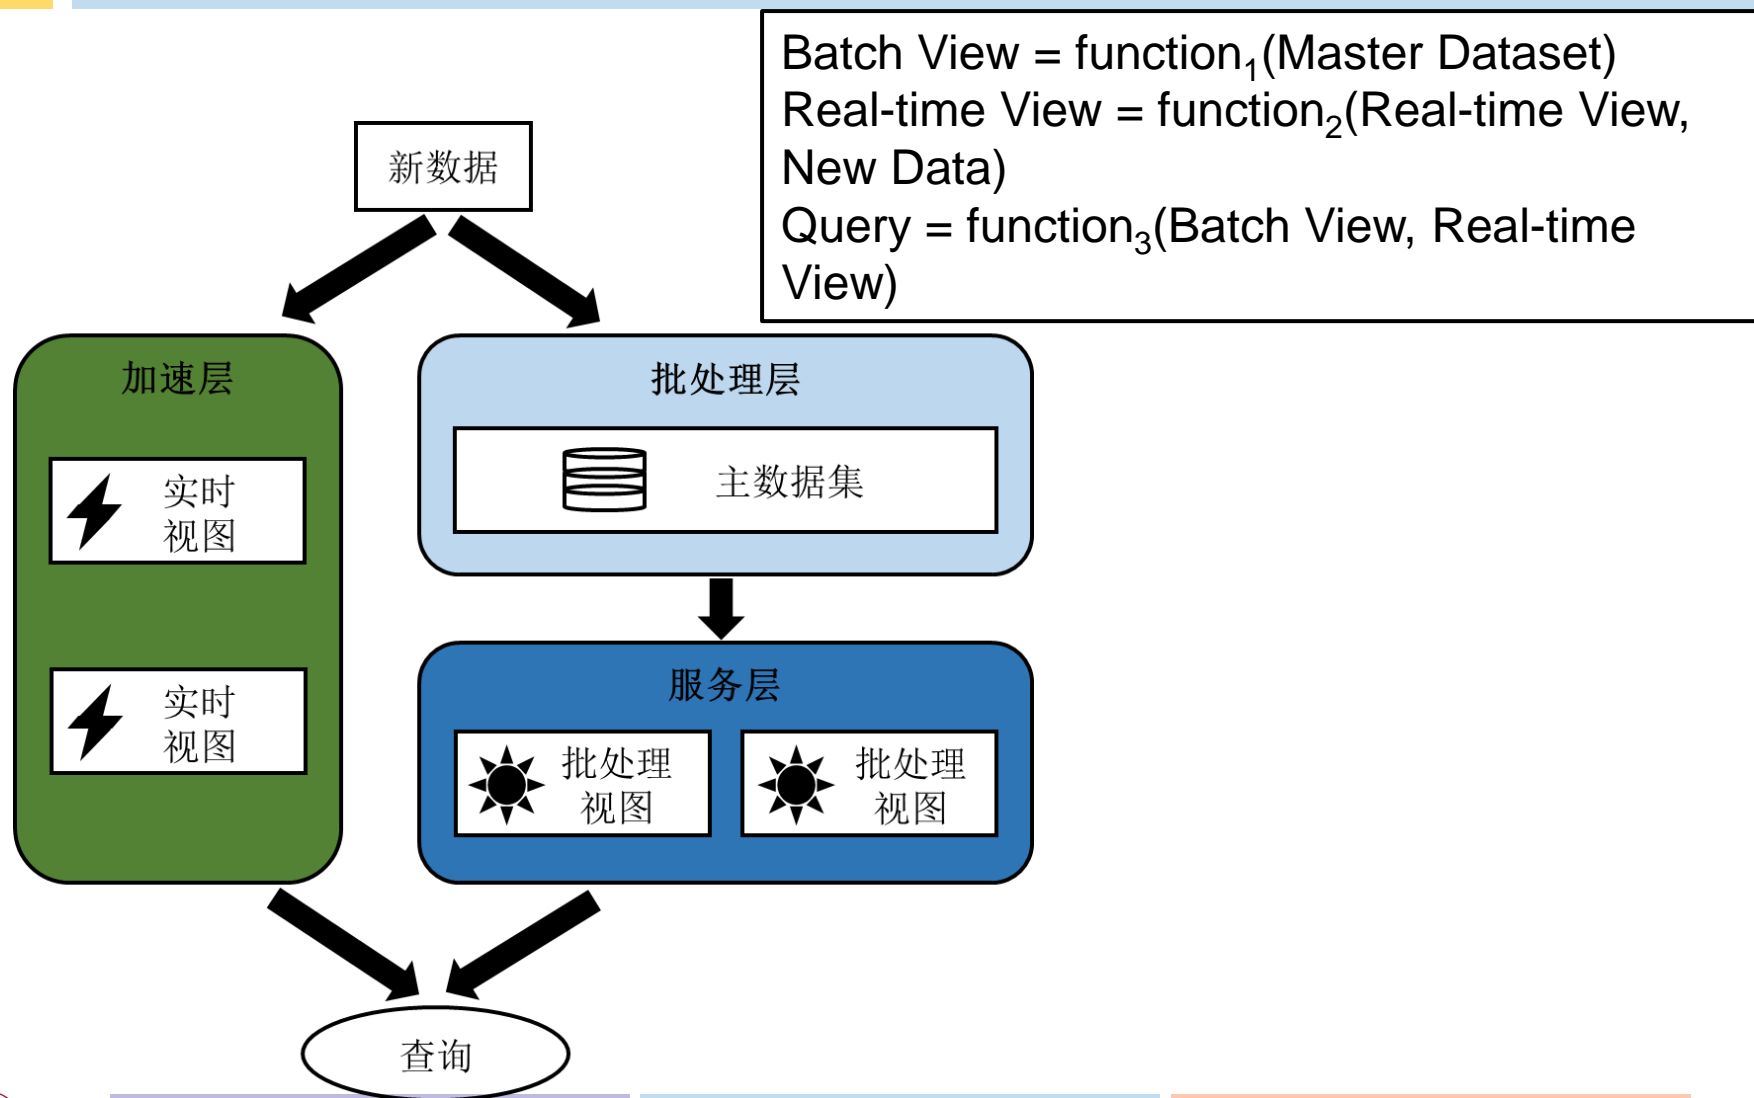 Batch View = function₁(Master Dataset)
Real-time View = function₂(Real-time View,
New Data)
Query = function₃(Batch View, Real-time
View)
新数据
加速层
实时
视图
实时
视图
批处理层
主数据集
服务层
批处理
视图
批处理
视图
查询